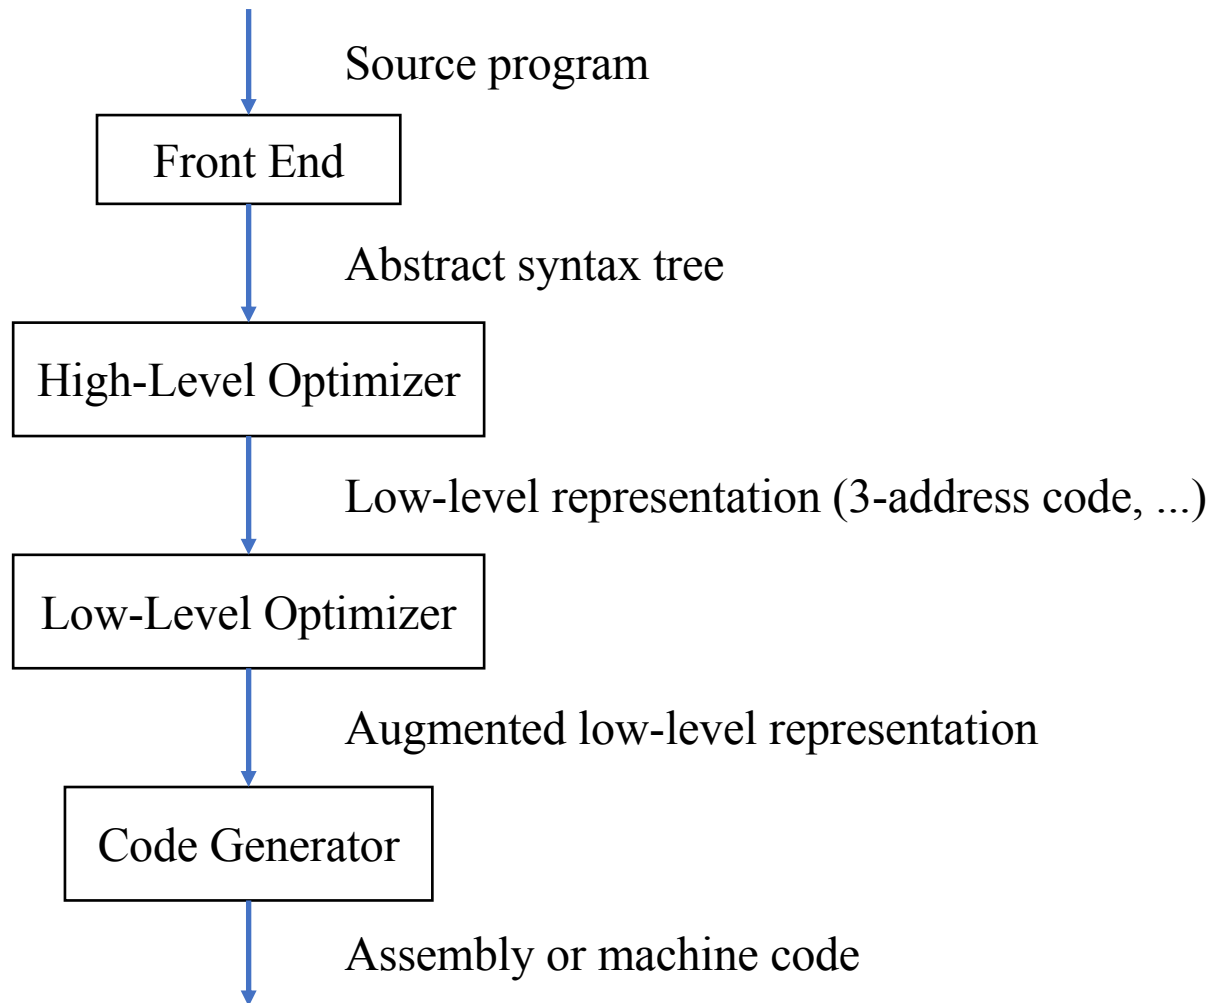 Source program
Front End
Abstract syntax tree
High-Level Optimizer
Low-level representation (3-address code, ...)
Low-Level Optimizer
Augmented low-level representation
Code Generator
Assembly or machine code